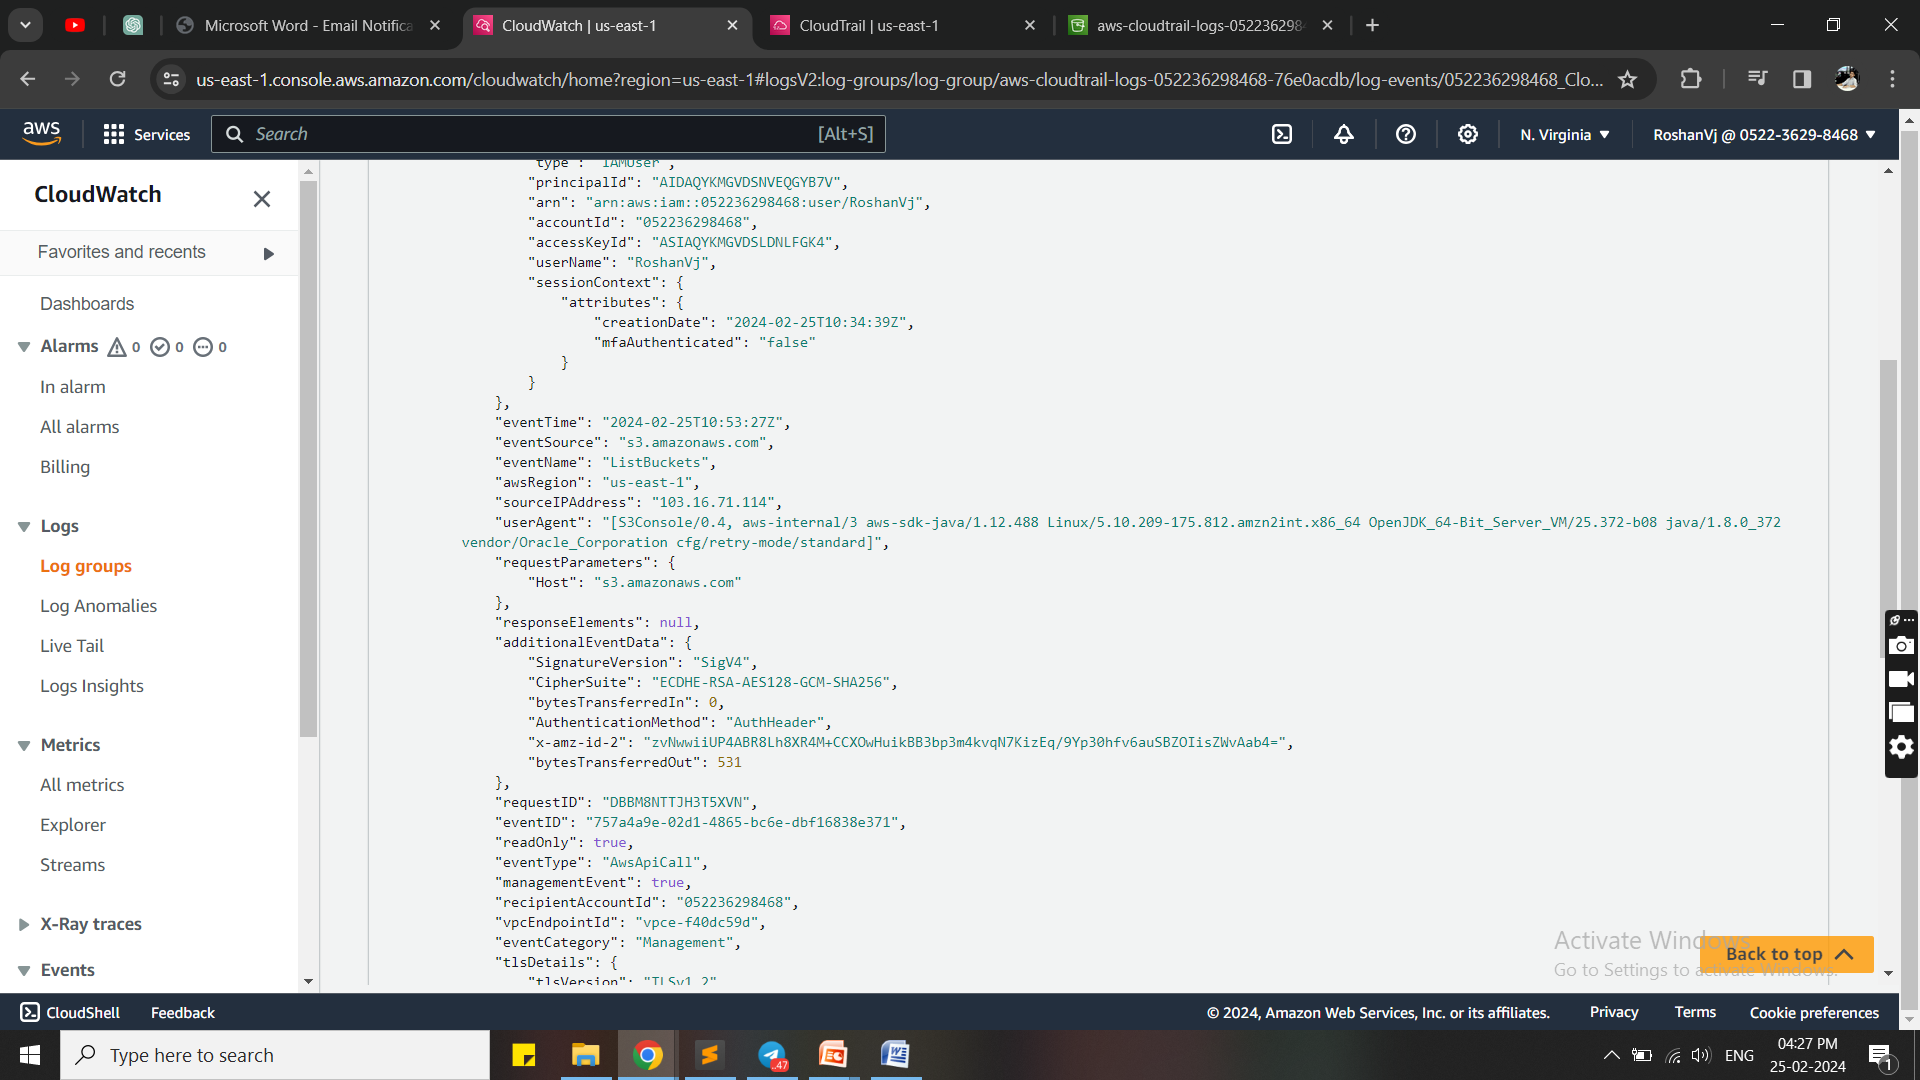 Microsoft Word - Email Notifica
CloudWatch | us-east-1
CloudTrail | us-east-1
aws-cloudtrail-logs-052236298
us-east-1.console.aws.amazon.com/cloudwatch/home?region=us-east-1#logsV2:log-groups/log-group/aws-cloudtrail-logs-052236298468-76e0acdb/log-events/052236298468_Clo...
aws
Services
Search
[Alt+S]
N. Virginia
RoshanVj @ 0522-3629-8468
CloudWatch
Favorites and recents
Dashboards
Alarms 0 0 0
In alarm
All alarms
Billing
Logs
Log groups
Log Anomalies
Live Tail
Logs Insights
Metrics
All metrics
Explorer
Streams
X-Ray traces
Events
"type": "IAMUser",
"principalId": "AIDAQYKMGVDSNVEQGYB7V",
"arn": "arn:aws:iam::052236298468:user/RoshanVj",
"accountId": "052236298468",
"accessKeyId": "ASIAQYKMGVDSLDNLFGK4",
"userName": "RoshanVj",
"sessionContext": {
"attributes": {
"creationDate": "2024-02-25T10:34:39Z",
"mfaAuthenticated": "false"
}
}
},
"eventTime": "2024-02-25T10:53:27Z",
"eventSource": "s3.amazonaws.com",
"eventName": "ListBuckets",
"awsRegion": "us-east-1",
"sourceIPAddress": "103.16.71.114",
"userAgent": "[S3Console/0.4, aws-internal/3 aws-sdk-java/1.12.488 Linux/5.10.209-175.812.amzn2int.x86_64 OpenJDK_64-Bit_Server_VM/25.372-b08 java/1.8.0_372
vendor/Oracle_Corporation cfg/retry-mode/standard]",
"requestParameters": {
"Host": "s3.amazonaws.com"
},
"responseElements": null,
"additionalEventData": {
"SignatureVersion": "SigV4",
"CipherSuite": "ECDHE-RSA-AES128-GCM-SHA256",
"bytesTransferredIn": 0,
"AuthenticationMethod": "AuthHeader",
"x-amz-id-2": "zvNwwiiUP4ABR8Lh8XR4M+CCXOwHuikBB3bp3m4kvqN7KizEq/9Yp30hfv6auSBZOIisZWvAab4=",
"bytesTransferredOut": 531
},
"requestID": "DBBM8NTTJH3T5XVN",
"eventID": "757a4a9e-02d1-4865-bc6e-dbf16838e371",
"readOnly": true,
"eventType": "AwsApiCall",
"managementEvent": true,
"recipientAccountId": "052236298468",
"vpcEndpointId": "vpce-f40dc59d",
"eventCategory": "Management",
"tlsDetails": {
"tlsVersion": "TLSv1.2"
Activate Windows
Go to Settings to activate Windows.
Back to top
CloudShell
Feedback
© 2024, Amazon Web Services, Inc. or its affiliates.
Privacy
Terms
Cookie preferences
Type here to search
47
ENG
04:27 PM
25-02-2024
1